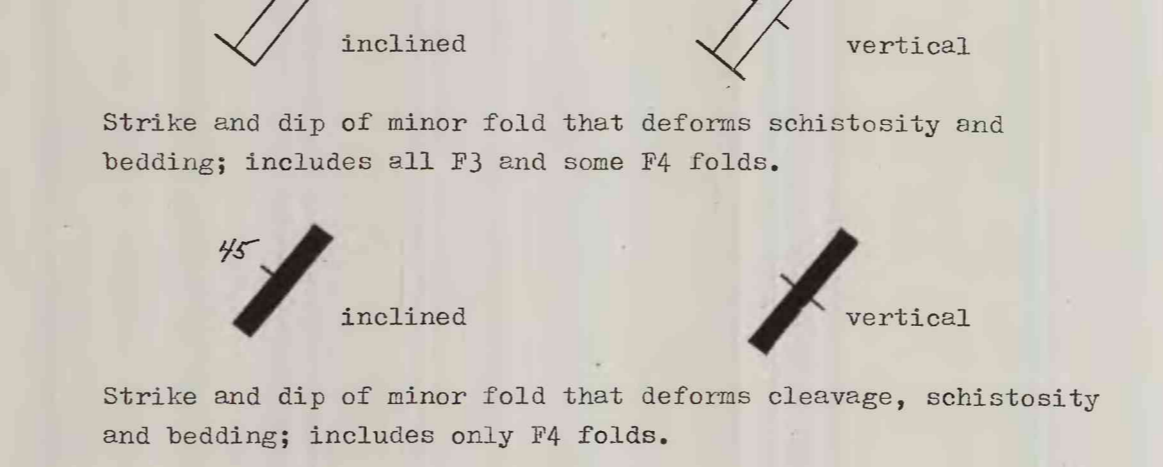 inclined vertical
Strike and dip of minor fold that deforms schistosity and
bedding; includes all F3 and some F4 folds.
45
inclined vertical
Strike and dip of minor fold that deforms cleavage, schistosity
and bedding; includes only F4 folds.